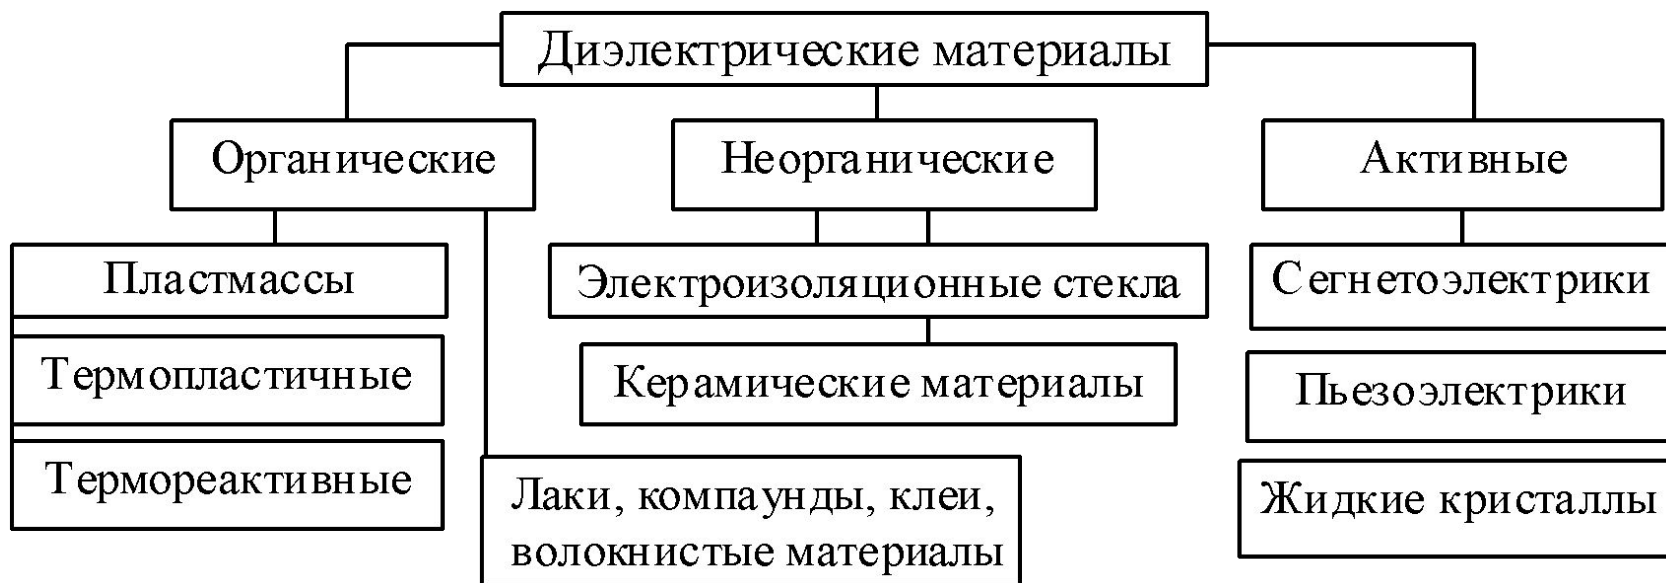 Диэлектрические материалы
Органические
Неорганические
Активные
Пластмассы
Электроизоляционные стекла
Сегнетоэлектрики
Термопластичные
Керамические материалы
Пьезоэлектрики
Термореактивные
Лаки, компаунды, клеи,
волокнистые материалы
Жидкие кристаллы